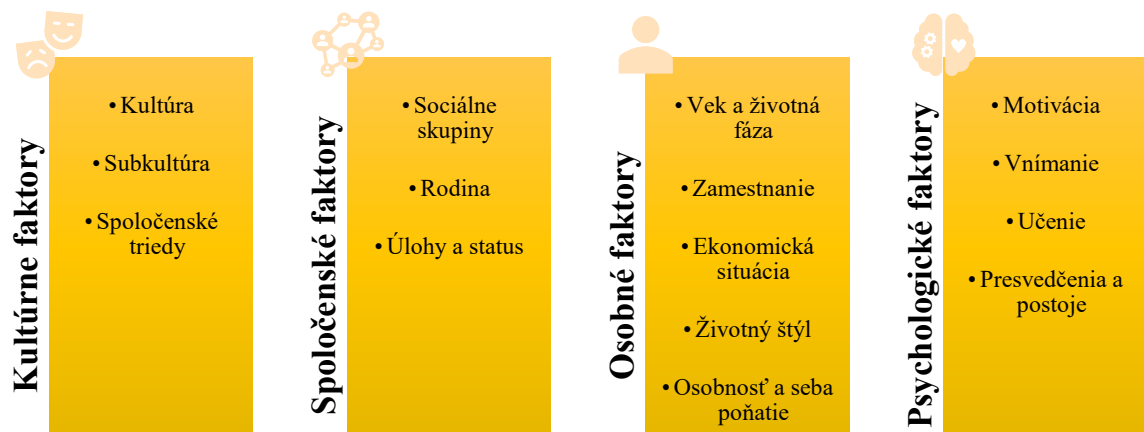 Kultúrne faktory
• Kultúra
• Subkultúra
• Spoločenské
triedy
Spoločenské faktory
• Sociálne
skupiny
• Rodina
• Úlohy a status
Osobné faktory
• Vek a životná
fáza
• Zamestnanie
• Ekonomická
situácia
• Životný štýl
• Osobnosť a seba
poňatie
Psychologické faktory
• Motivácia
• Vnímanie
• Učenie
• Presvedčenia a
postoje